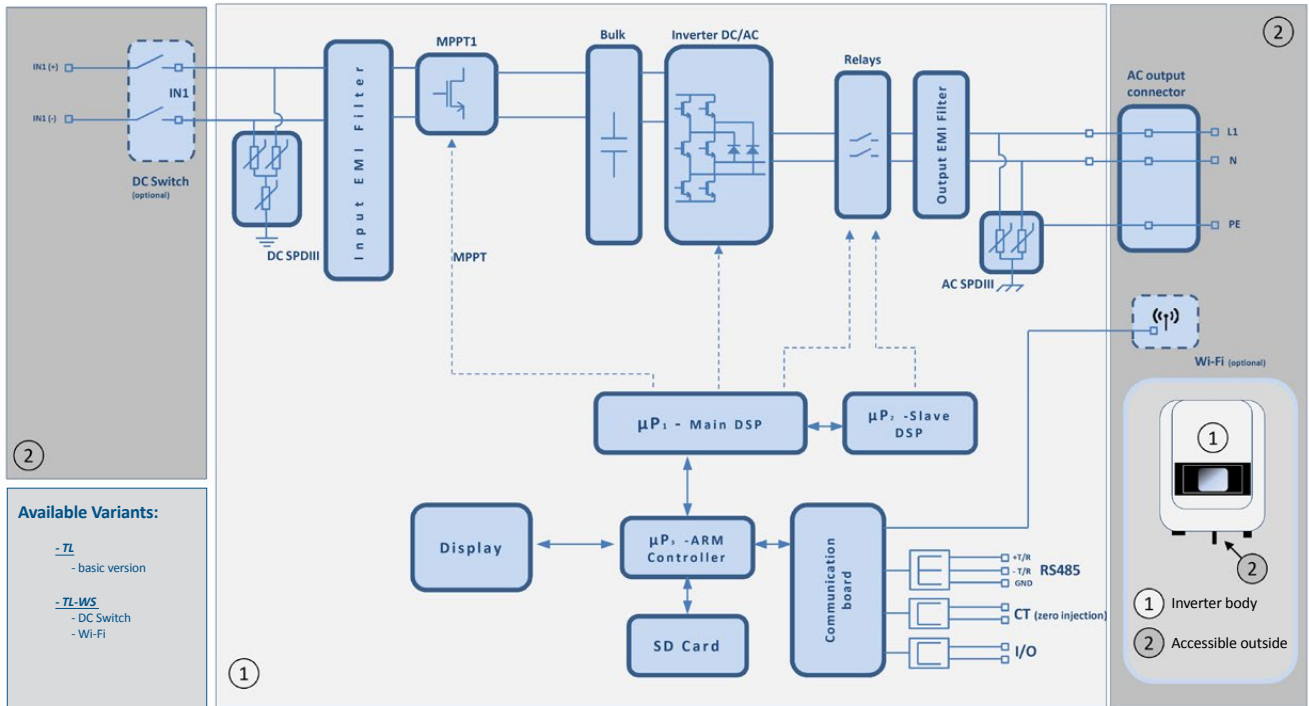 2
MPPT1
Bulk
Inverter DC/AC
Relays
AC output
connector
IN1 (+)
IN1
IN1 (-)
DC Switch
(optional)
DC SPDIII
Input EMI Filter
MPPT
Output EMI Filter
AC SPDIII
L1
N
PE
Wi-Fi (optional)
2
Available Variants:
- TL
- basic version
- TL-WS
- DC Switch
- Wi-Fi
µP1 - Main DSP
µP2 -Slave
DSP
Display
µP3 -ARM
Controller
SD Card
Communication
board
+T/R
- T/R
GND
RS485
CT (zero injection)
I/O
1
1
2
1 Inverter body
2 Accessible outside